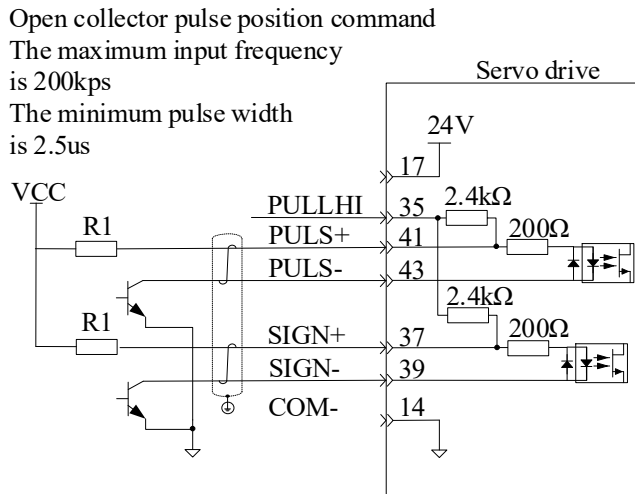 Open collector pulse position command
The maximum input frequency
is 200kps
The minimum pulse width
is 2.5us
Servo drive
24V
17
VCC
PULLHI
35
2.4kΩ
R1
PULS+
41
200Ω
PULS-
43
2.4kΩ
R1
SIGN+
37
200Ω
SIGN-
39
COM-
14